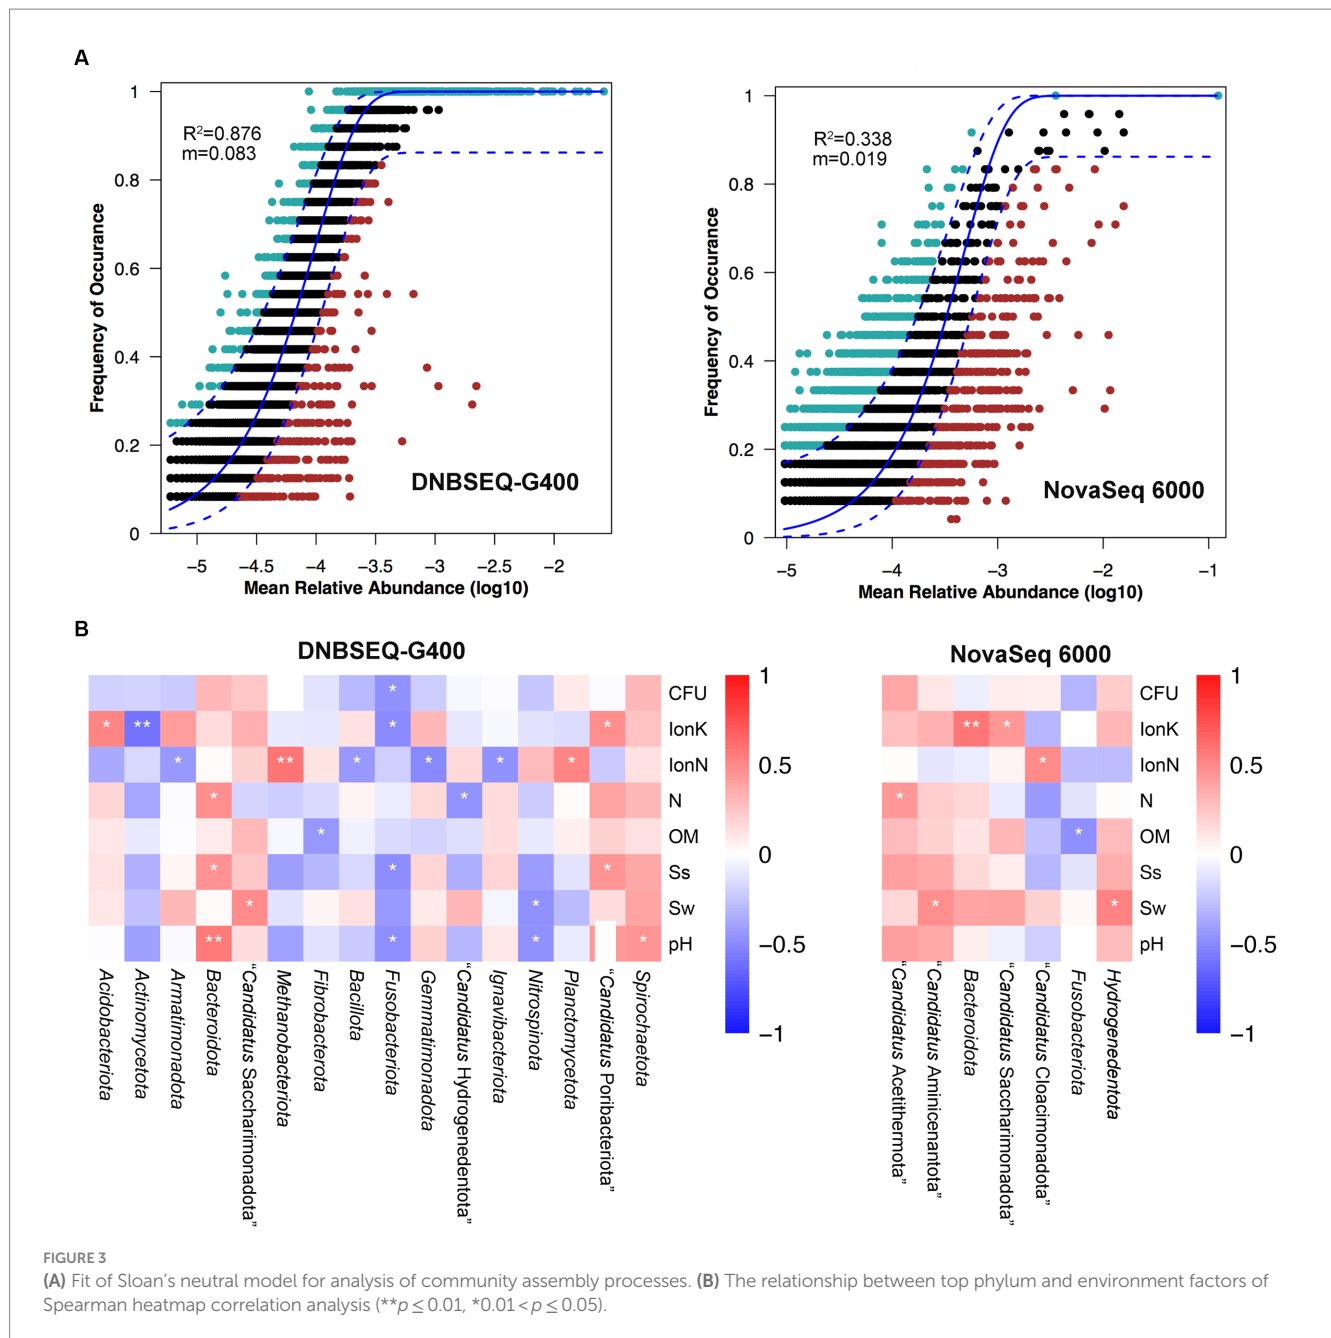 A
1
0.8
0.6
0.4
0.2
0
Frequency of Occurance
R²=0.876
m=0.083
DNBSEQ-G400
−5
−4.5
−4
−3.5
−3
−2.5
−2
Mean Relative Abundance (log10)
1
0.8
0.6
0.4
0.2
0
Frequency of Occurance
R²=0.338
m=0.019
NovaSeq 6000
−5
−4
−3
−2
−1
Mean Relative Abundance (log10)
B
DNBSEQ-G400
*
* ** * *
* ** * * * *
* *
*
* * *
* *
** * * *
CFU
IonK
IonN
N
OM
Ss
Sw
pH
1
0.5
0
−0.5
−1
Acidobacteriota
Actinomycetota
Armatimonadota
Bacteroidota
“Candidatus Saccharimonadota”
Methanobacteriota
Fibrobacterota
Bacillota
Fusobacteriota
Gemmatimonadota
“Candidatus Hydrogenedentota”
Ignavibacteriota
Nitrospinota
Planctomycetota
“Candidatus Poribacteriota”
Spirochaetota
NovaSeq 6000
** *
*
*
*
* *
CFU
IonK
IonN
N
OM
Ss
Sw
pH
1
0.5
0
−0.5
−1
“Candidatus Acetithermota”
“Candidatus Aminicenantota”
Bacteroidota
“Candidatus Saccharimonadota”
“Candidatus Cloacimonadota”
Fusobacteriota
Hydrogenedentota
FIGURE 3
(A) Fit of Sloan’s neutral model for analysis of community assembly processes. (B) The relationship between top phylum and environment factors of
Spearman heatmap correlation analysis (**p ≤ 0.01, *0.01 < p ≤ 0.05).